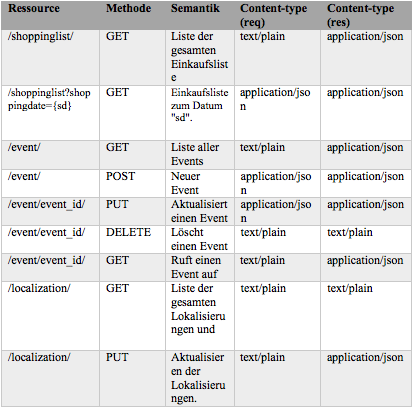 Ressource Methode Semantik Content-type (req) Content-type (res)
/shoppinglist/ GET Liste der gesamten Einkaufsliste text/plain application/json
/shoppinglist?shoppingdate={sd} GET Einkaufsliste zum Datum "sd". application/json application/json
/event/ GET Liste aller Events text/plain application/json
/event/ POST Neuer Event application/json application/json
/event/event_id/ PUT Aktualisiert einen Event application/json application/json
/event/event_id/ DELETE Löscht einen Event text/plain text/plain
/event/event_id/ GET Ruft einen Event auf text/plain application/json
/localization/ GET Liste der gesamten Lokalisierungen und text/plain text/plain
/localization/ PUT Aktualisieren der Lokalisierungen. text/plain application/json